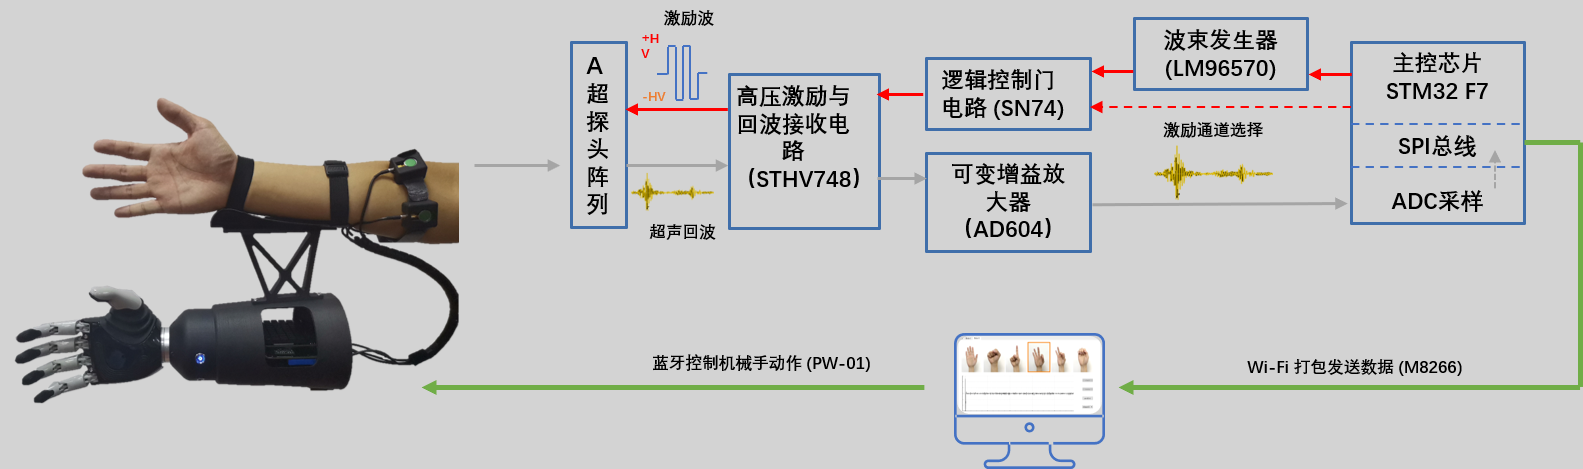 激励波
+H
V
-HV
A
超
探
头
阵
列
超声回波
高压激励与
回波接收电
路
（STHV748）
逻辑控制门
电路 (SN74)
波束发生器
(LM96570)
主控芯片
STM32 F7
SPI总线
ADC采样
激励通道选择
可变增益放
大器
（AD604）
蓝牙控制机械手动作 (PW-01)
Wi-Fi 打包发送数据 (M8266)